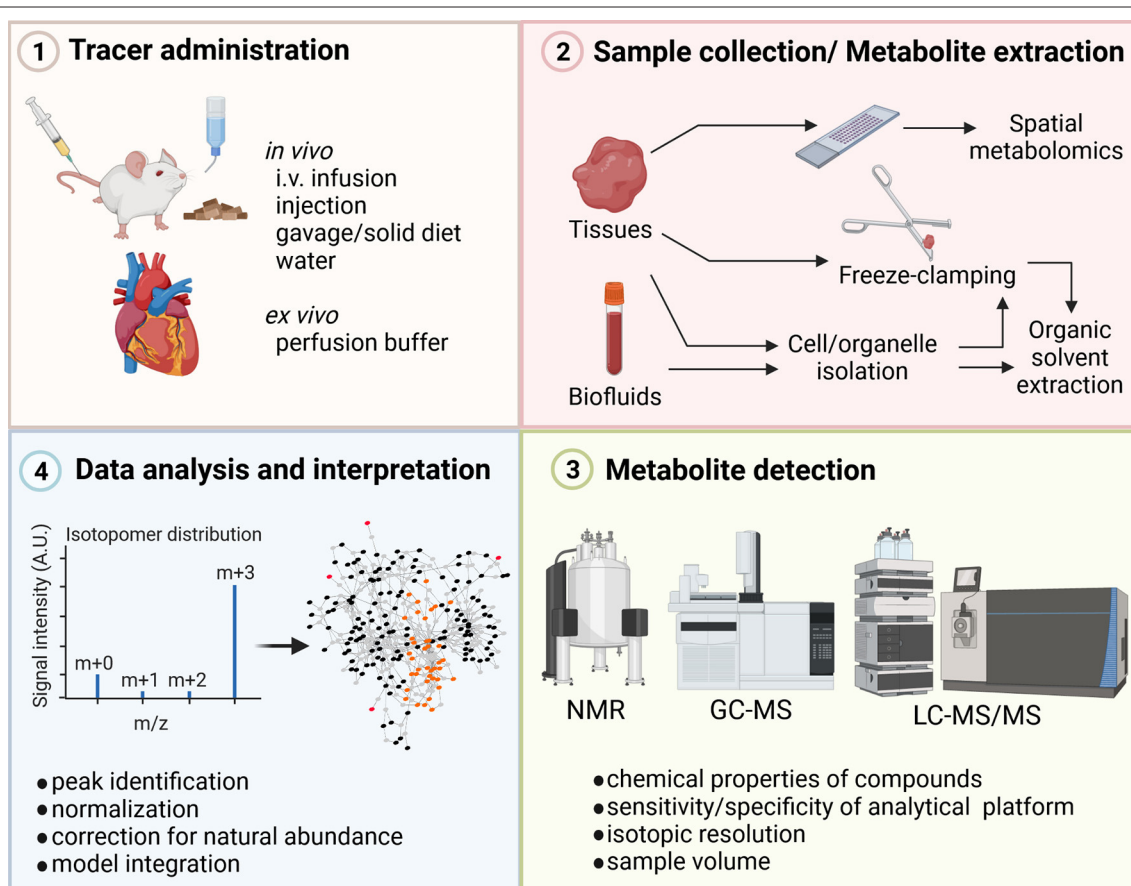 1 Tracer administration
in vivo
i.v. infusion
injection
gavage/solid diet
water
ex vivo
perfusion buffer
2 Sample collection/ Metabolite extraction
Tissues
Spatial
metabolomics
Freeze-clamping
Biofluids
Cell/organelle
isolation
Organic
solvent
extraction
4 Data analysis and interpretation
Isotopomer distribution
Signal intensity (A.U.)
m+0
m+1
m+2
m+3
m/z
•peak identification
•normalization
•correction for natural abundance
•model integration
3 Metabolite detection
NMR
GC-MS
LC-MS/MS
•chemical properties of compounds
•sensitivity/specificity of analytical platform
•isotopic resolution
•sample volume